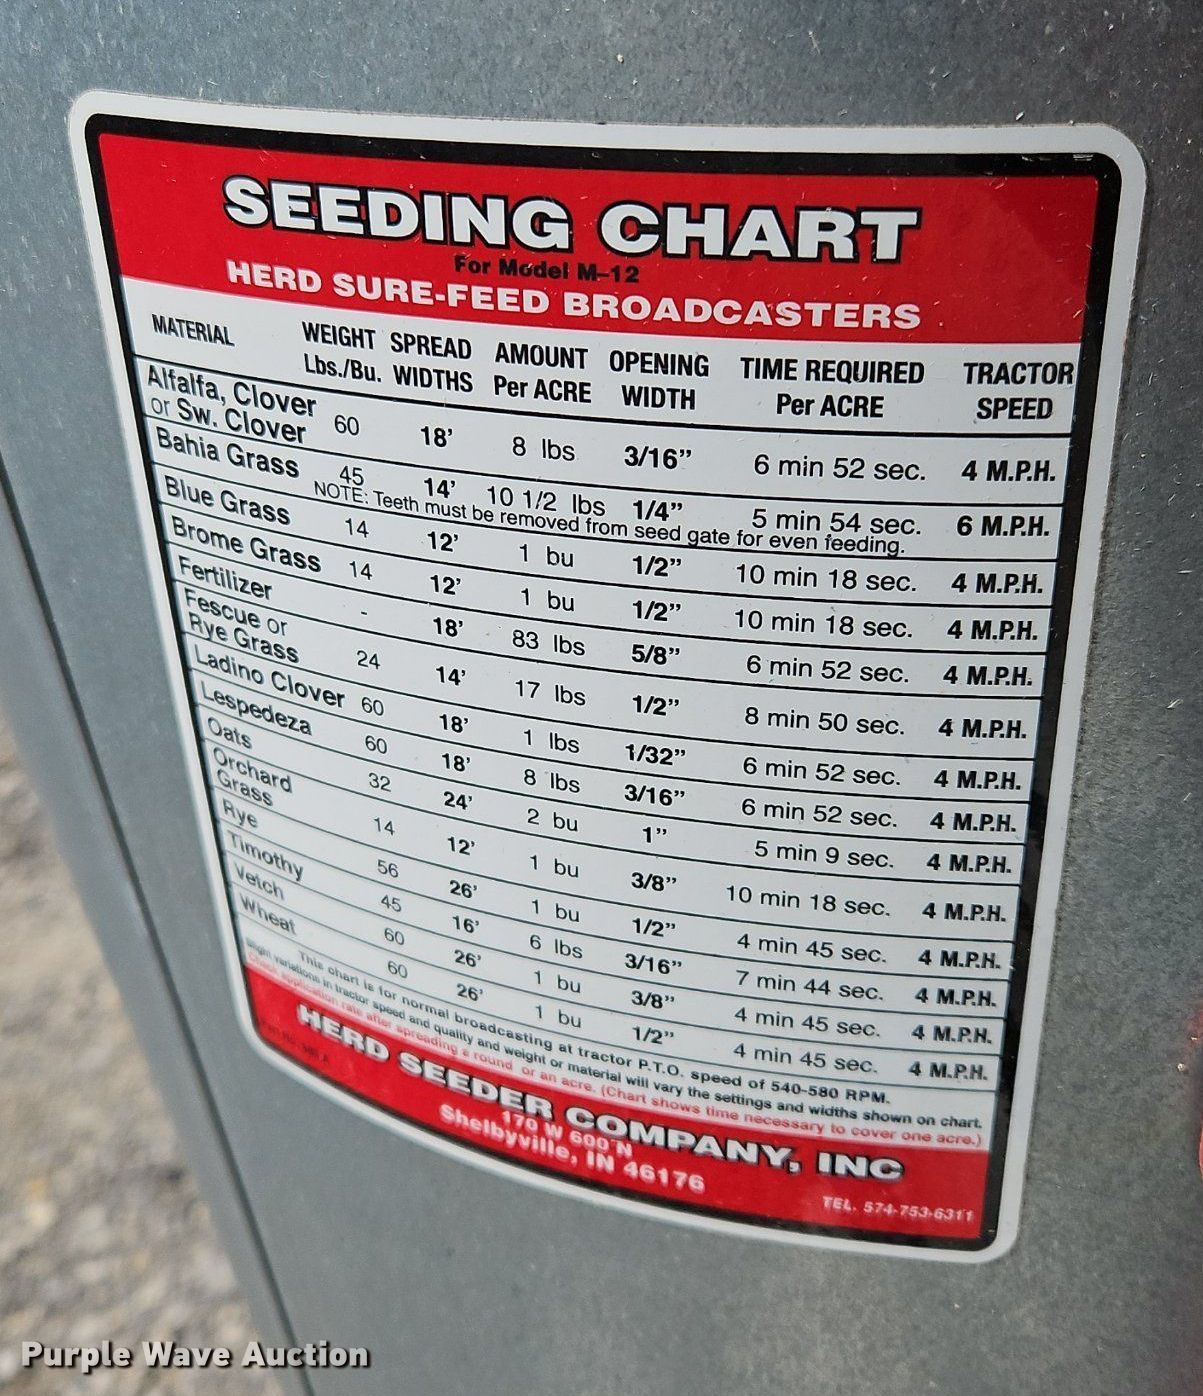 SEEDING CHART
For Model M-12
HERD SURE-FEED BROADCASTERS
MATERIAL WEIGHT Lbs./Bu. SPREAD WIDTHS AMOUNT Per ACRE OPENING WIDTH TIME REQUIRED Per ACRE TRACTOR SPEED
Alfalfa, Clover or Sw. Clover 60 18' 8 lbs 3/16" 6 min 52 sec. 4 M.P.H.
Bahia Grass 45 14' 10 1/2 lbs 1/4" 5 min 54 sec. 6 M.P.H.
NOTE: Teeth must be removed from seed gate for even feeding.
Blue Grass 14 12' 1 bu 1/2" 10 min 18 sec. 4 M.P.H.
Brome Grass 14 12' 1 bu 1/2" 10 min 18 sec. 4 M.P.H.
Fertilizer - 18' 83 lbs 5/8" 6 min 52 sec. 4 M.P.H.
Fescue or Rye Grass 24 14' 17 lbs 1/2" 8 min 50 sec. 4 M.P.H.
Ladino Clover 60 18' 1 lbs 1/32" 6 min 52 sec. 4 M.P.H.
Lespedeza 60 18' 8 lbs 3/16" 6 min 52 sec. 4 M.P.H.
Oats 32 24' 2 bu 1" 5 min 9 sec. 4 M.P.H.
Orchard Grass 14 12' 1 bu 3/8" 10 min 18 sec. 4 M.P.H.
Rye 56 26' 1 bu 1/2" 4 min 45 sec. 4 M.P.H.
Timothy 45 16' 6 lbs 3/16" 7 min 44 sec. 4 M.P.H.
Vetch 60 26' 1 bu 3/8" 4 min 45 sec. 4 M.P.H.
Wheat 60 26' 1 bu 1/2" 4 min 45 sec. 4 M.P.H.
This chart is for normal broadcasting at tractor P.T.O. speed of 540-580 RPM.
Slight variations in tractor speed and quality and weight or material will vary the settings and widths shown on chart.
Check application rate after spreading a round or an acre. (Chart shows time necessary to cover one acre.)
HERD SEEDER COMPANY, INC
170 W 600 N
Shelbyville, IN 46176
TEL. 574-753-6311
Purple Wave Auction